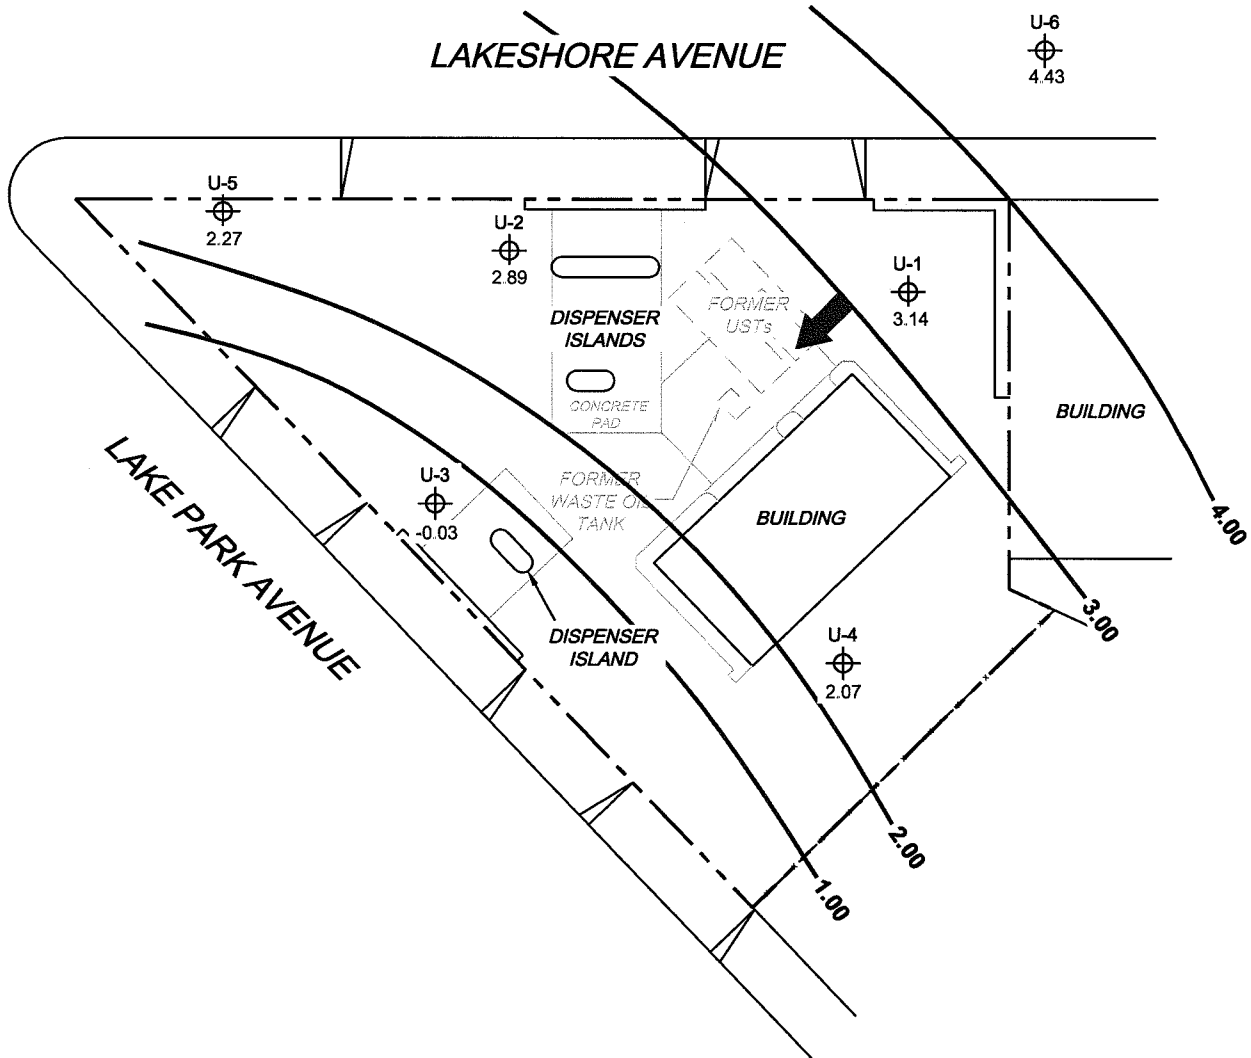 U-6
4.43
LAKESHORE AVENUE
U-5
2.27
U-2
2.89
U-1
3.14
FORMER
USTs
DISPENSER
ISLANDS
CONCRETE
PAD
BUILDING
LAKE PARK AVENUE
U-3
-0.03
FORMER
WASTE OIL
TANK
BUILDING
4.00
3.00
DISPENSER
ISLAND
U-4
2.07
2.00
1.00